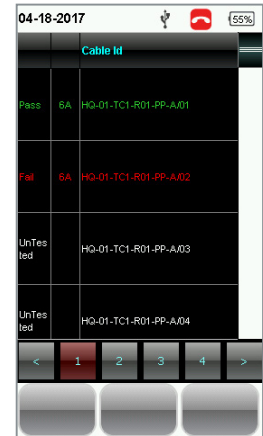 04-18-2017 55%
Cable Id
Pass 6A HQ-01-TC1-R01-PP-A/01
Fail 6A HQ-01-TC1-R01-PP-A/02
UnTes
ted HQ-01-TC1-R01-PP-A/03
UnTes
ted HQ-01-TC1-R01-PP-A/04
< 1 2 3 4 >